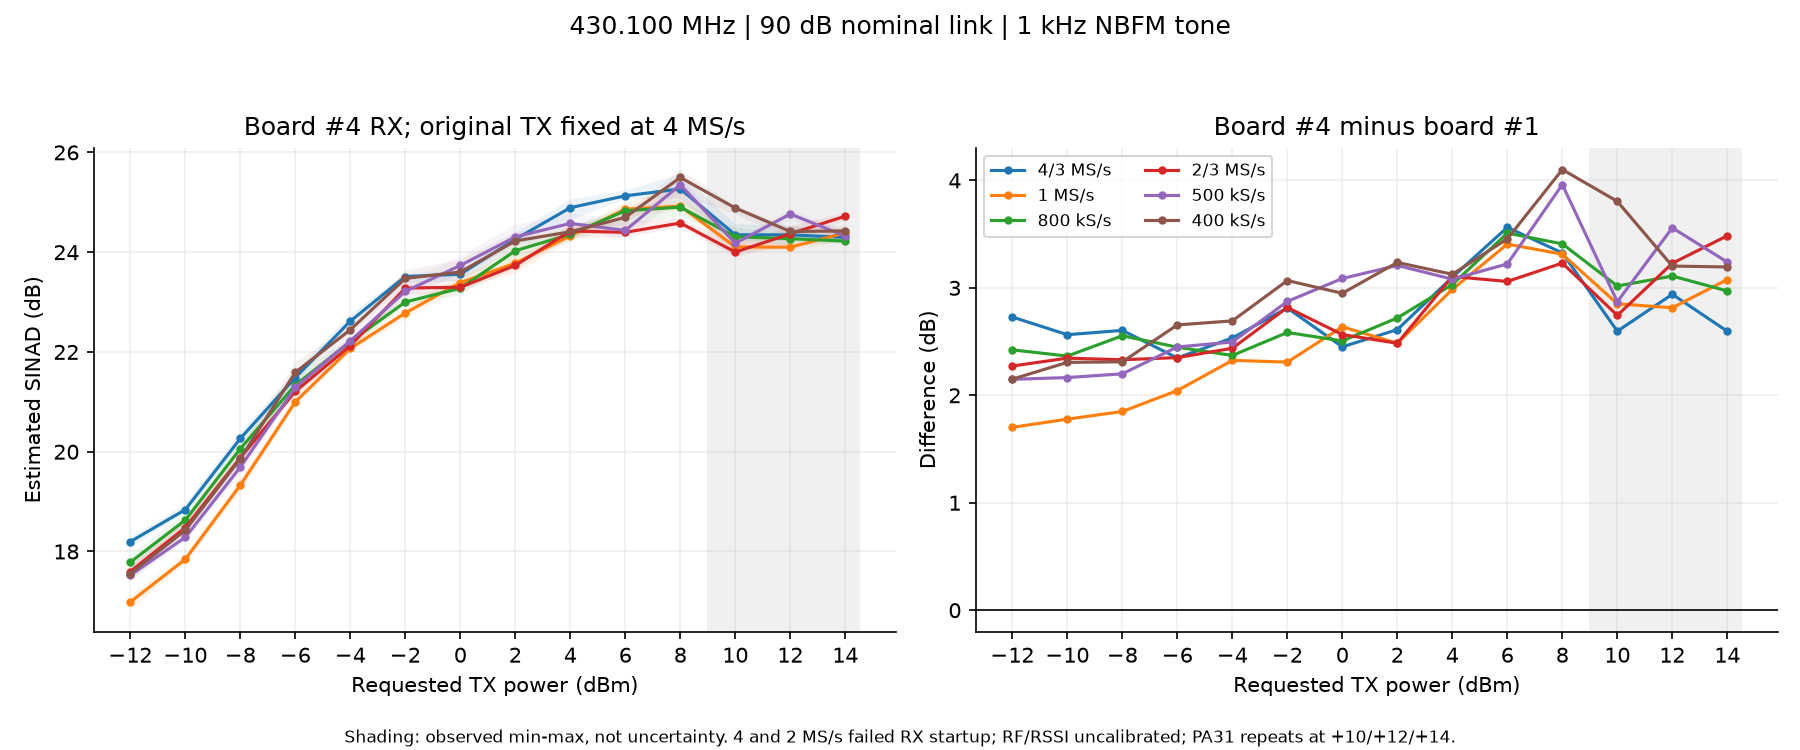 430.100 MHz | 90 dB nominal link | 1 kHz NBFM tone
Board #4 RX; original TX fixed at 4 MS/s
Estimated SINAD (dB)
26
24
22
20
18
−12 −10 −8 −6 −4 −2 0 2 4 6 8 10 12 14
Requested TX power (dBm)
Board #4 minus board #1
4/3 MS/s
1 MS/s
800 kS/s
2/3 MS/s
500 kS/s
400 kS/s
Difference (dB)
4
3
2
1
0
−12 −10 −8 −6 −4 −2 0 2 4 6 8 10 12 14
Requested TX power (dBm)
Shading: observed min-max, not uncertainty. 4 and 2 MS/s failed RX startup; RF/RSSI uncalibrated; PA31 repeats at +10/+12/+14.